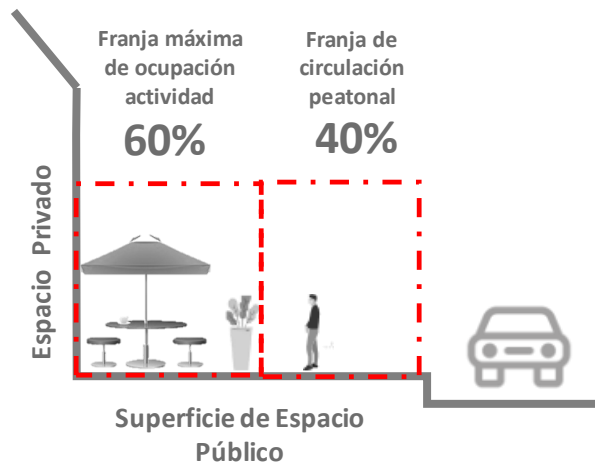 Franja máxima
de ocupación
actividad
60%
Franja de
circulación
peatonal
40%
Espacio Privado
Superficie de Espacio
Público